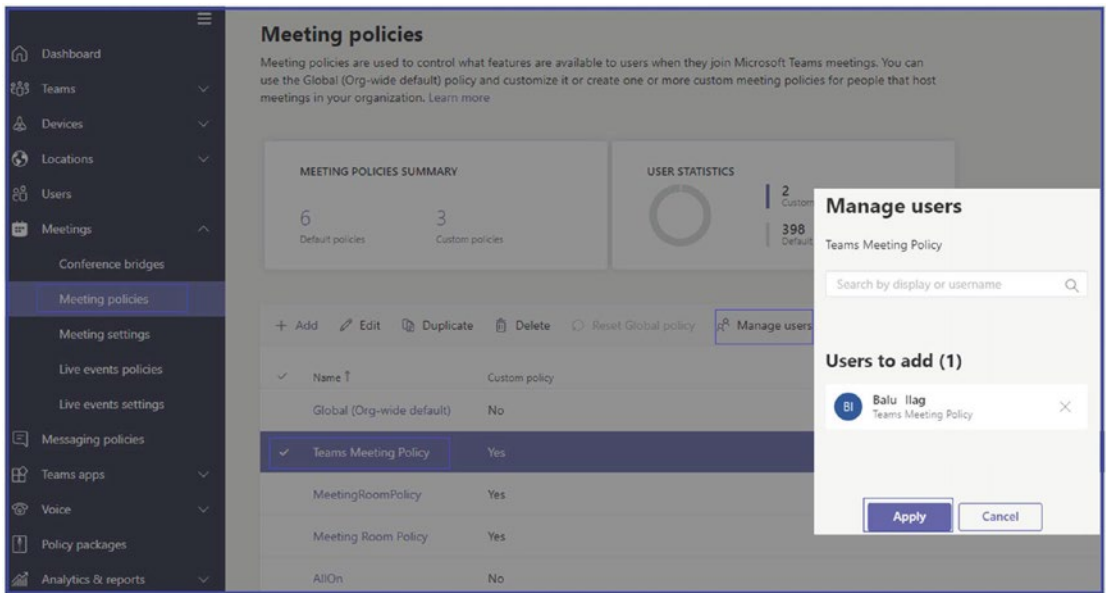 Dashboard
Teams
Devices
Locations
Users
Meetings
Conference bridges
Meeting policies
Meeting settings
Live events policies
Live events settings
Messaging policies
Teams apps
Voice
Policy packages
Analytics & reports
Meeting policies
Meeting policies are used to control what features are available to users when they join Microsoft Teams meetings. You can
use the Global (Org-wide default) policy and customize it or create one or more custom meeting policies for people that host
meetings in your organization. Learn more
MEETING POLICIES SUMMARY
6
Default policies
3
Custom policies
USER STATISTICS
2
Custom
398
Default
+ Add Edit Duplicate Delete Reset Global policy Manage users
Name ↑ Custom policy
Global (Org-wide default) No
Teams Meeting Policy Yes
MeetingRoomPolicy Yes
Meeting Room Policy Yes
AllOn No
Manage users
Teams Meeting Policy
Search by display or username
Users to add (1)
BI
Balu Ilag
Teams Meeting Policy
Apply Cancel